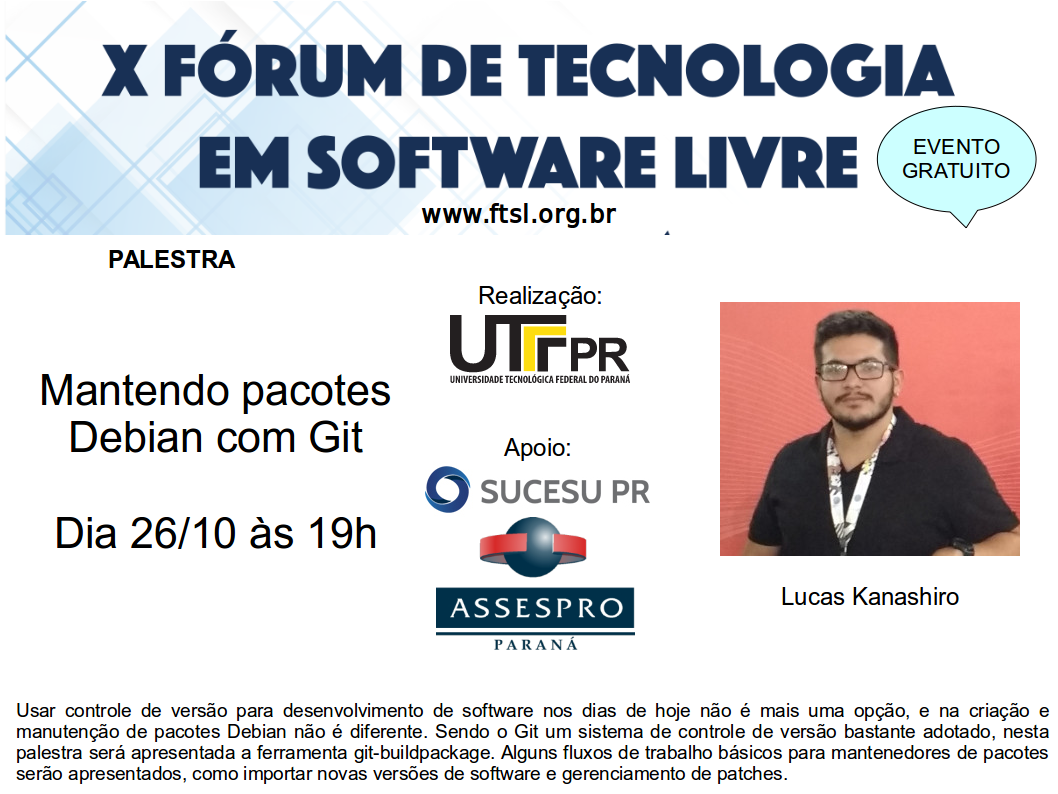 X FÓRUM DE TECNOLOGIA
EM SOFTWARE LIVRE
EVENTO
GRATUITO
www.ftsl.org.br
PALESTRA
Mantendo pacotes
Debian com Git
Dia 26/10 às 19h
Realização:
UTFPR
UNIVERSIDADE TECNOLÓGICA FEDERAL DO PARANÁ
Apoio:
SUCESU PR
ASSESPRO
PARANÁ
Lucas Kanashiro
Usar controle de versão para desenvolvimento de software nos dias de hoje não é mais uma opção, e na criação e
manutenção de pacotes Debian não é diferente. Sendo o Git um sistema de controle de versão bastante adotado, nesta
palestra será apresentada a ferramenta git-buildpackage. Alguns fluxos de trabalho básicos para mantenedores de pacotes
serão apresentados, como importar novas versões de software e gerenciamento de patches.